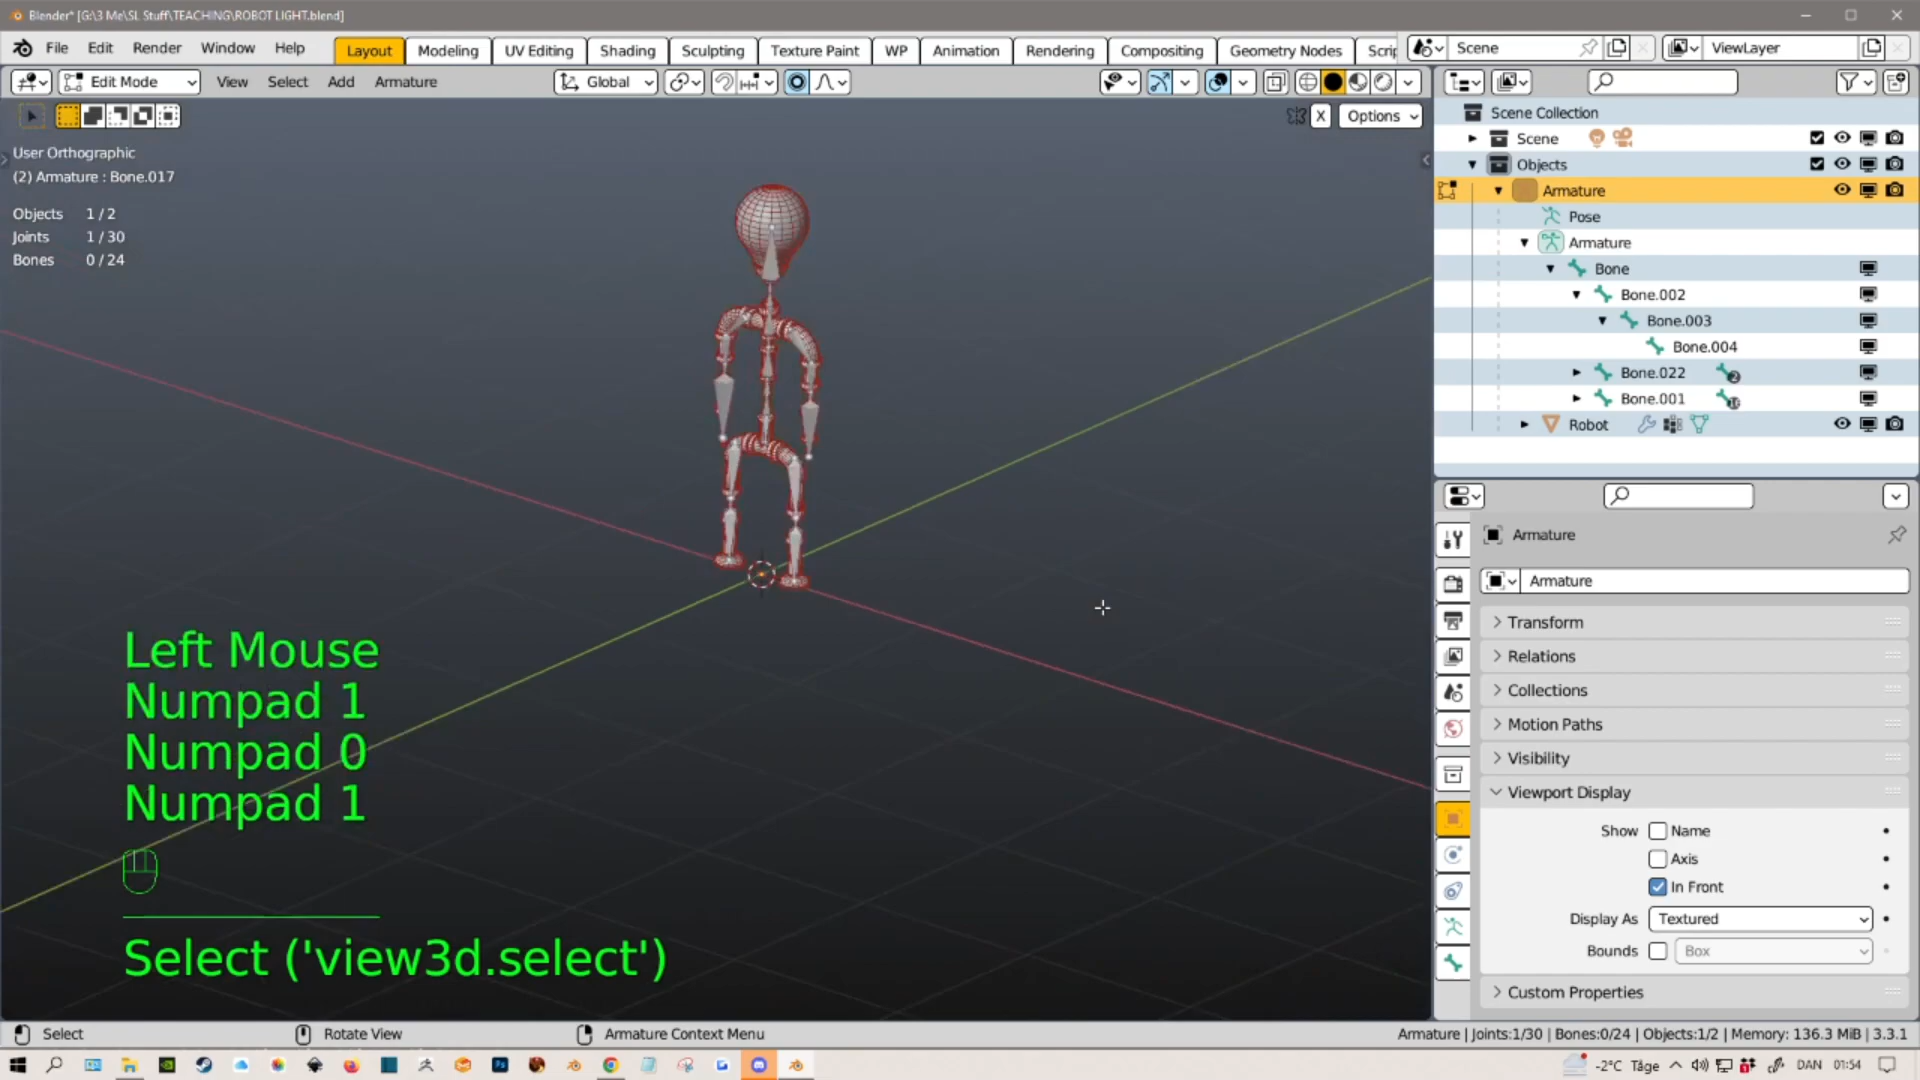 Blender* [G:\3 Me\SL Stuff\TEACHING\ROBOT LIGHT.blend]
File Edit Render Window Help Layout Modeling UV Editing Shading Sculpting Texture Paint WP Animation Rendering Compositing Geometry Nodes Scrip Scene ViewLayer
Edit Mode View Select Add Armature Global
X Options
User Orthographic
(2) Armature : Bone.017
Objects 1 / 2
Joints 1 / 30
Bones 0 / 24
Scene Collection
Scene
Objects
Armature
Pose
Armature
Bone
Bone.002
Bone.003
Bone.004
Bone.022
Bone.001
Robot
Armature
Armature
Transform
Relations
Collections
Motion Paths
Visibility
Viewport Display
Show Name
Axis
In Front
Display As Textured
Bounds Box
Custom Properties
Left Mouse
Numpad 1
Numpad 0
Numpad 1
Select ('view3d.select')
Select Rotate View Armature Context Menu Armature | Joints:1/30 | Bones:0/24 | Objects:1/2 | Memory: 136.3 MiB | 3.3.1
-2°C Tåge DAN 01:54